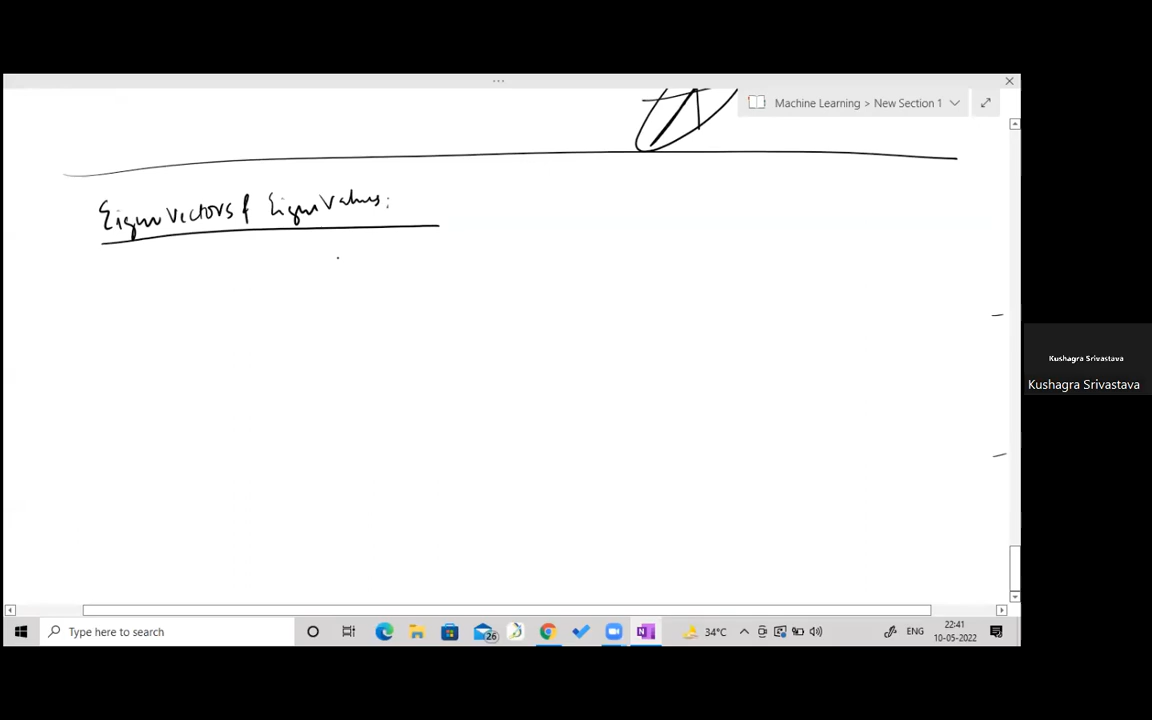 Machine Learning > New Section 1
Eigen Vectors & Eigen Values:
Kushagra Srivastava
Kushagra Srivastava
Type here to search
26
34°C
ENG
22:41
10-05-2022